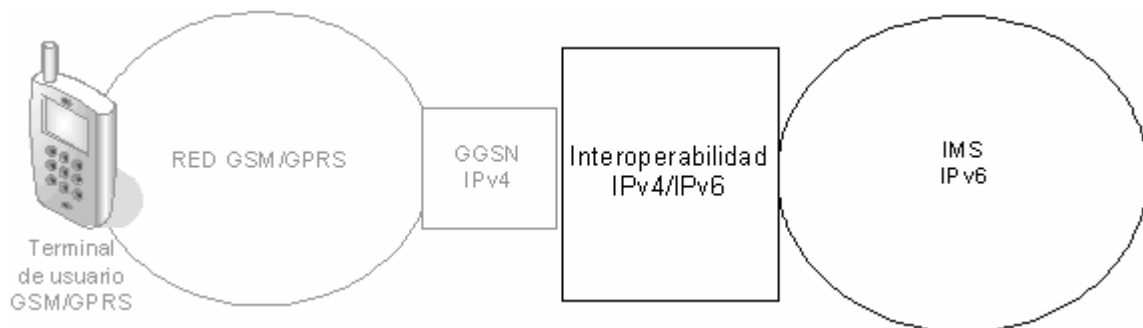 Terminal
de usuario
GSM/GPRS
RED GSM/GPRS
GGSN
IPv4
Interoperabilidad
IPv4/IPv6
IMS
IPv6